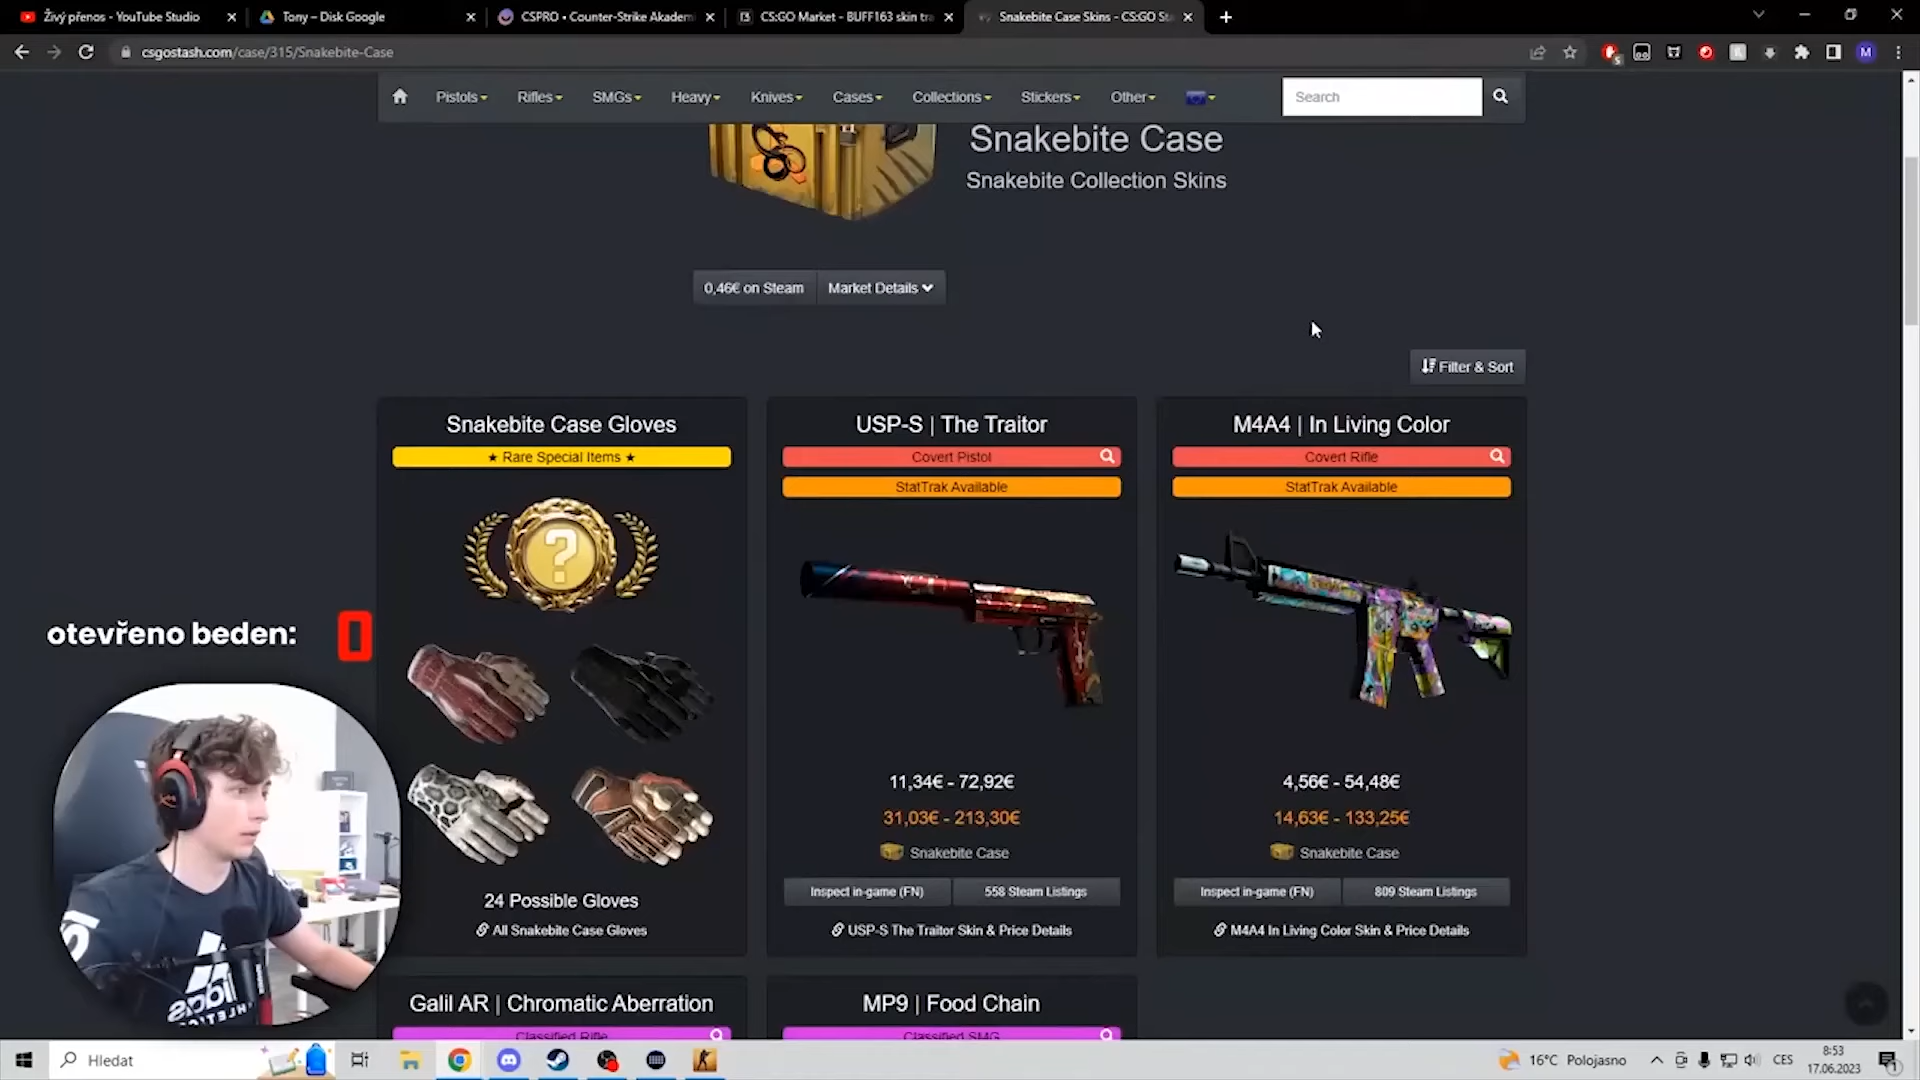 Živý přenos - YouTube Studio
Tony – Disk Google
CSPRO • Counter-Strike Akadem
CS:GO Market - BUFF163 skin tra
Snakebite Case Skins - CS:GO St
csgostash.com/case/315/Snakebite-Case
M
Pistols
Rifles
SMGs
Heavy
Knives
Cases
Collections
Stickers
Other
Search
Snakebite Case
Snakebite Collection Skins
0,46€ on Steam
Market Details
Filter & Sort
Snakebite Case Gloves
★ Rare Special Items ★
24 Possible Gloves
All Snakebite Case Gloves
USP-S | The Traitor
Covert Pistol
StatTrak Available
11,34€ - 72,92€
31,03€ - 213,30€
Snakebite Case
Inspect in-game (FN)
558 Steam Listings
USP-S The Traitor Skin & Price Details
M4A4 | In Living Color
Covert Rifle
StatTrak Available
4,56€ - 54,48€
14,63€ - 133,25€
Snakebite Case
Inspect in-game (FN)
809 Steam Listings
M4A4 In Living Color Skin & Price Details
Galil AR | Chromatic Aberration
Classified Rifle
MP9 | Food Chain
Classified SMG
otevřeno beden: 0
adidas
Hledat
16°C Polojasno
CES
8:53
17.06.2023